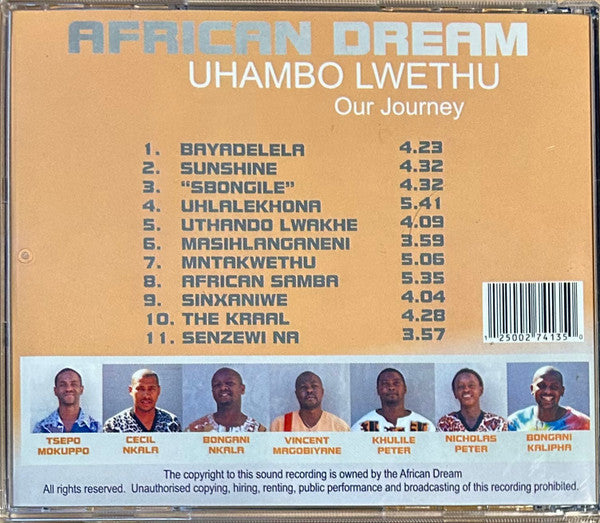 AFRICAN DREAM
UHAMBO LWETHU
Our Journey
1. BAYADELELA 4.23
2. SUNSHINE 4.32
3. “SBONGILE” 4.32
4. UHLALEKHONA 5.41
5. UTHANDO LWAKHE 4.09
6. MASIHLANGANENI 3.59
7. MNTAKWETHU 5.06
8. AFRICAN SAMBA 5.35
9. SINXANIWE 4.04
10. THE KRAAL 4.28
11. SENZEWI NA 3.57
1 25002 74135 0
TSEPO MOKUPPO
CECIL NKALA
BONGANI NKALA
VINCENT MAGOBIYANE
KHULILE PETER
NICHOLAS PETER
BONGANI KALIPHA
The copyright to this sound recording is owned by the African Dream
All rights reserved. Unauthorised copying, hiring, renting, public performance and broadcasting of this recording prohibited.